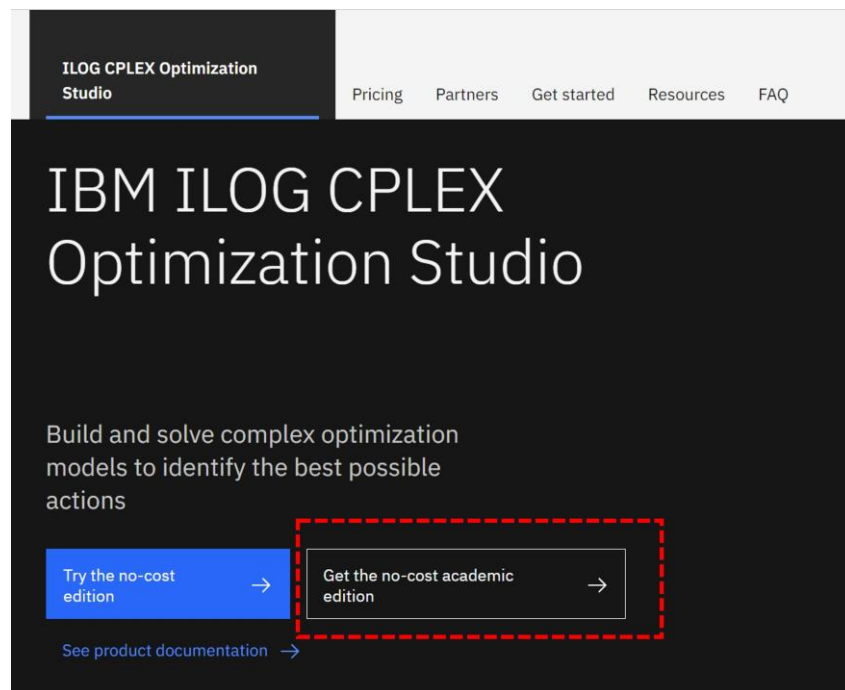 ILOG CPLEX Optimization
Studio
Pricing
Partners
Get started
Resources
FAQ
IBM ILOG CPLEX
Optimization Studio
Build and solve complex optimization
models to identify the best possible
actions
Try the no-cost
edition
Get the no-cost academic
edition
See product documentation